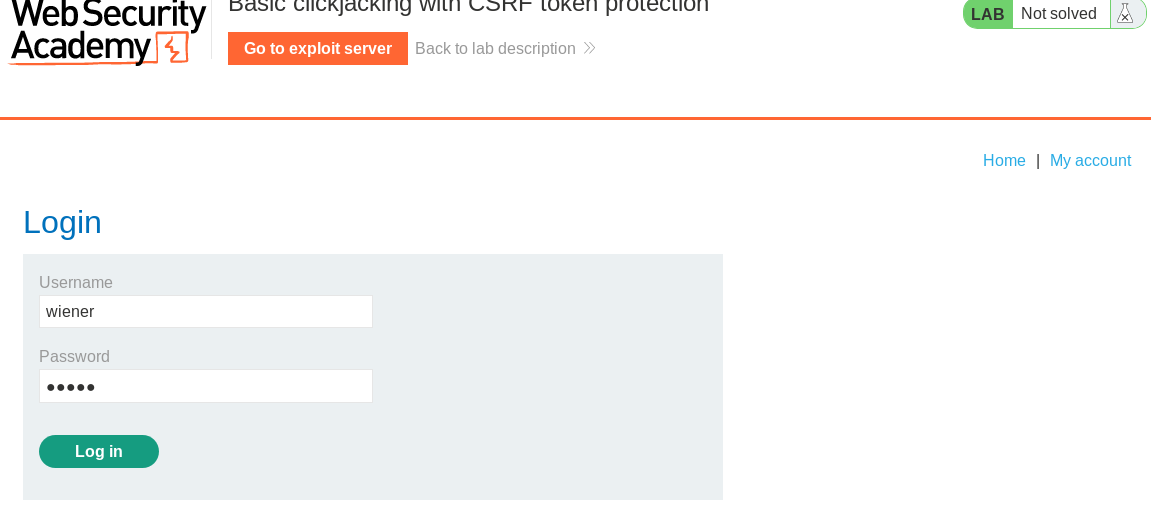 Web Security
Academy
Basic clickjacking with CSRF token protection
Go to exploit server
Back to lab description
LAB
Not solved
Home | My account
Login
Username
wiener
Password
●●●●●
Log in